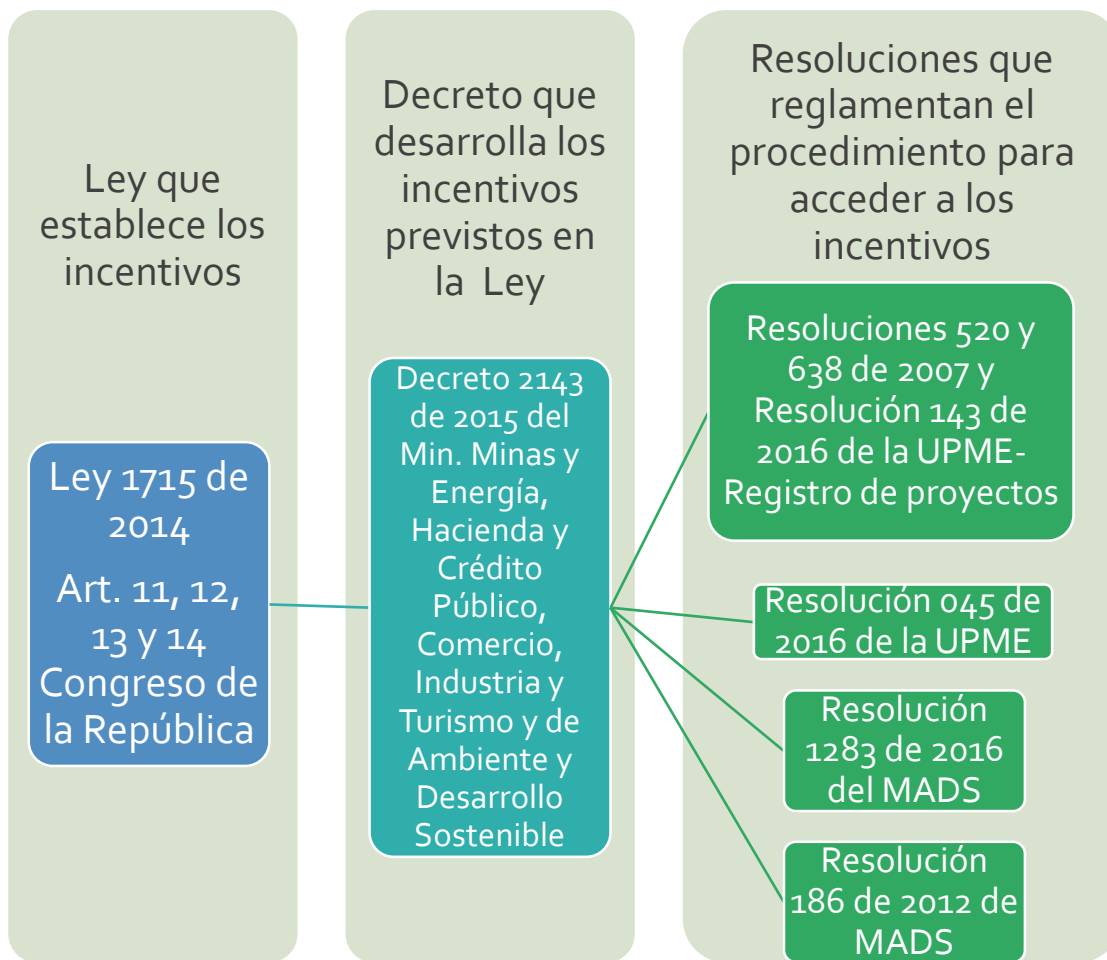 Ley que
establece los
incentivos
Ley 1715 de
2014
Art. 11, 12,
13 y 14
Congreso de
la República
Decreto que
desarrolla los
incentivos
previstos en
la Ley
Decreto 2143
de 2015 del
Min. Minas y
Energía,
Hacienda y
Crédito
Público,
Comercio,
Industria y
Turismo y de
Ambiente y
Desarrollo
Sostenible
Resoluciones que
reglamentan el
procedimiento para
acceder a los
incentivos
Resoluciones 520 y
638 de 2007 y
Resolución 143 de
2016 de la UPME-
Registro de proyectos
Resolución 045 de
2016 de la UPME
Resolución
1283 de 2016
del MADS
Resolución
186 de 2012 de
MADS